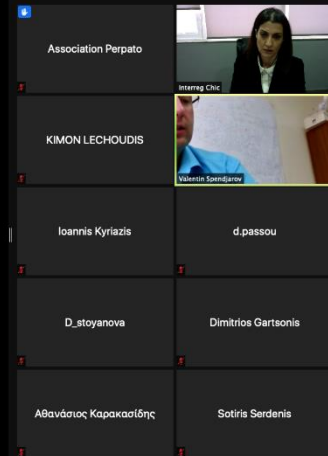 Association Perpato
Interreg Chic
KIMON LECHOUDIS
Valentin Spendjarov
Ioannis Kyriazis
d.passou
D_stoyanova
Dimitrios Gartsonis
Αθανάσιος Καρακασίδης
Sotiris Serdenis